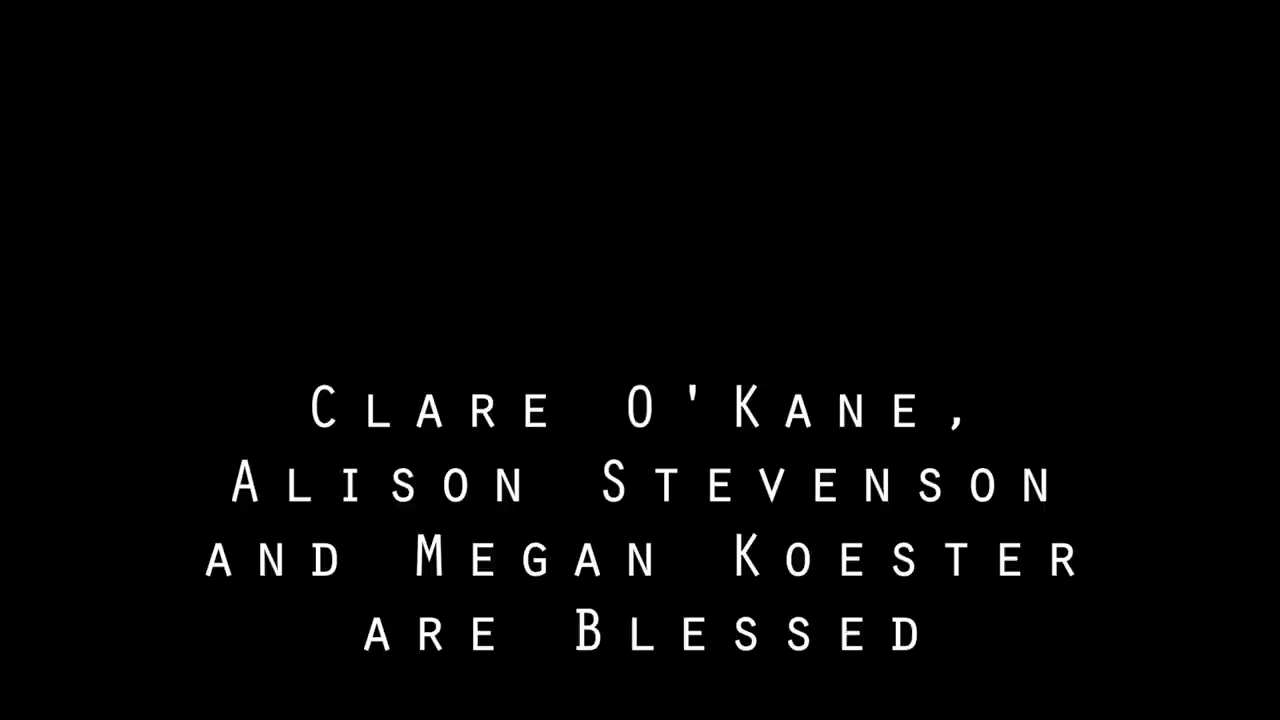 Clare O'Kane,
Alison Stevenson
and Megan Koester
are Blessed